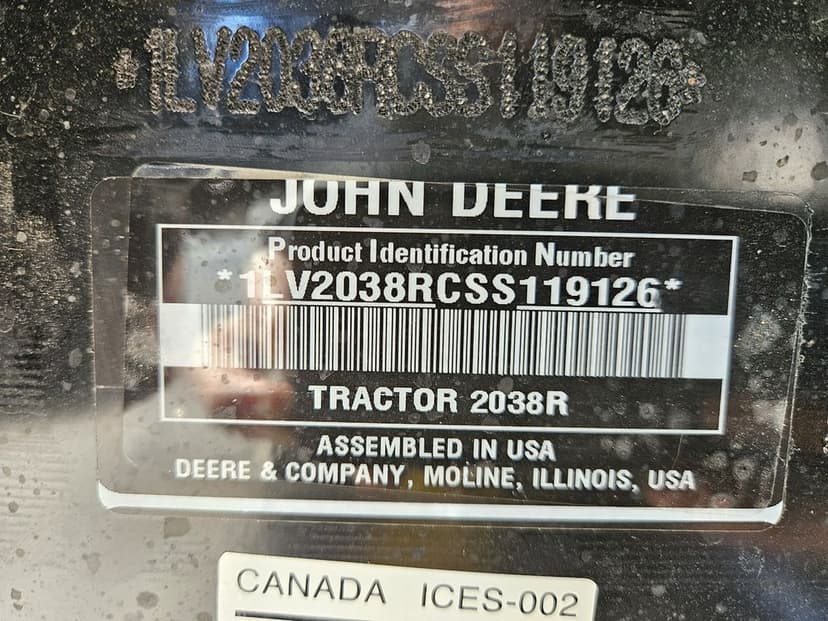 *1LV2038RCSS119126*
JOHN DEERE
Product Identification Number
*1LV2038RCSS119126*
TRACTOR 2038R
ASSEMBLED IN USA
DEERE & COMPANY, MOLINE, ILLINOIS, USA
CANADA ICES-002